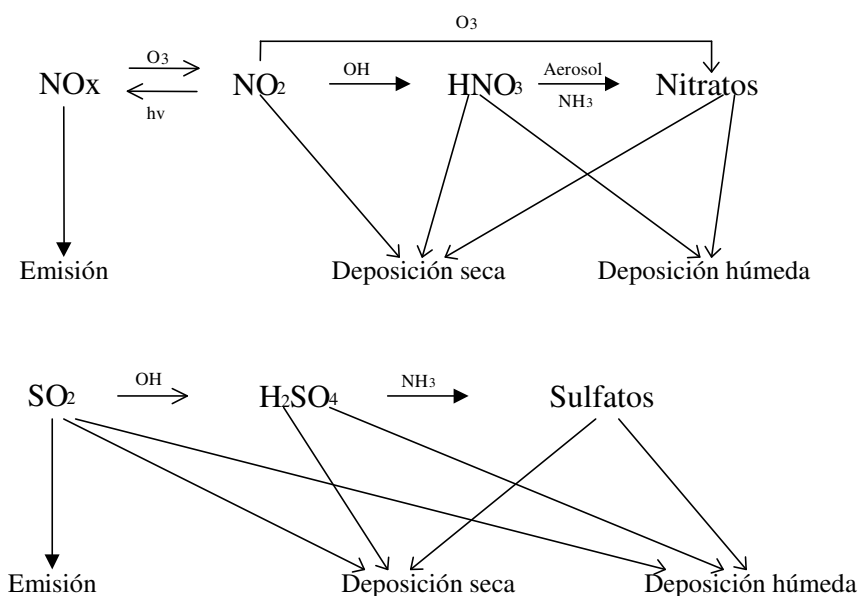 O3
NOx O3 hv NO2 OH HNO3 Aerosol NH3 Nitratos
Emisión Deposición seca Deposición húmeda
SO2 OH H2SO4 NH3 Sulfatos
Emisión Deposición seca Deposición húmeda